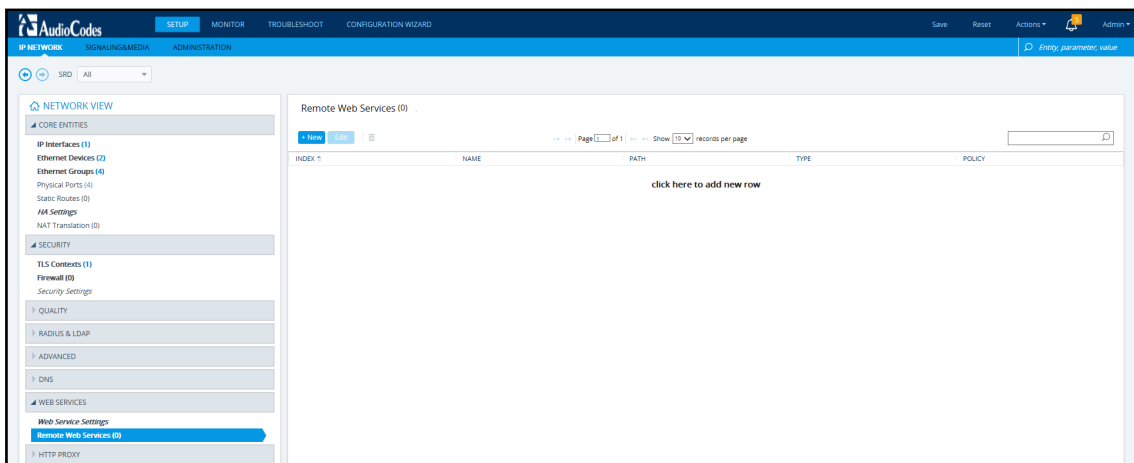 AudioCodes SETUP MONITOR TROUBLESHOOT CONFIGURATION WIZARD Save Reset Actions 5 Admin
IP NETWORK SIGNALING&MEDIA ADMINISTRATION Entity, parameter, value
SRD All
NETWORK VIEW
CORE ENTITIES
IP Interfaces (1)
Ethernet Devices (2)
Ethernet Groups (4)
Physical Ports (4)
Static Routes (0)
HA Settings
NAT Translation (0)
SECURITY
TLS Contexts (1)
Firewall (0)
Security Settings
QUALITY
RADIUS & LDAP
ADVANCED
DNS
WEB SERVICES
Web Service Settings
Remote Web Services (0)
HTTP PROXY
Remote Web Services (0)
+ New Edit Page 1 of 1 Show 10 records per page
INDEX NAME PATH TYPE POLICY
click here to add new row